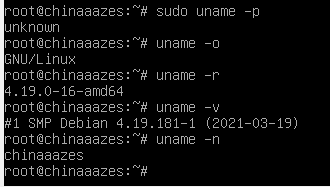 root@chinaaazes:~# sudo uname -p
unknown
root@chinaaazes:~# uname -o
GNU/Linux
root@chinaaazes:~# uname -r
4.19.0-16-amd64
root@chinaaazes:~# uname -v
#1 SMP Debian 4.19.181-1 (2021-03-19)
root@chinaaazes:~# uname -n
chinaaazes
root@chinaaazes:~#